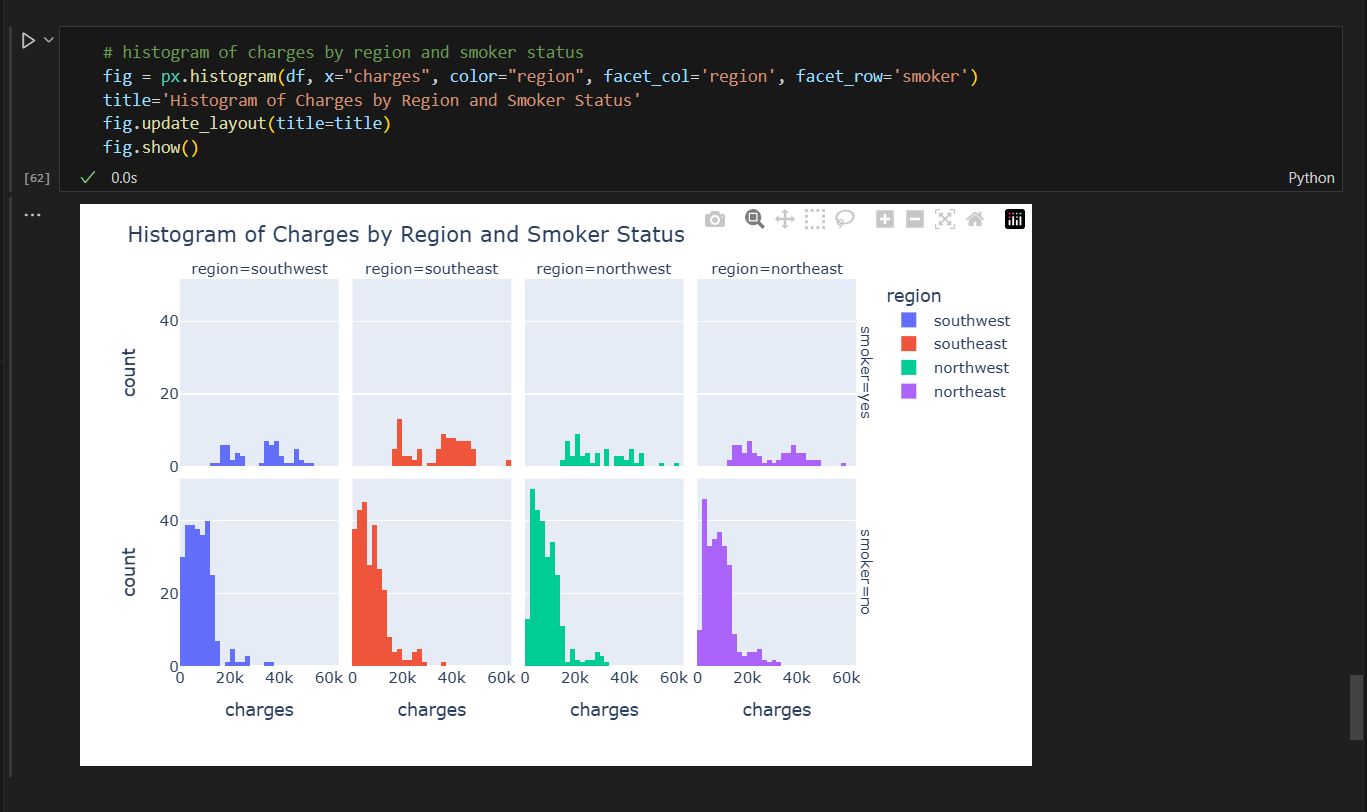 # histogram of charges by region and smoker status
fig = px.histogram(df, x="charges", color="region", facet_col='region', facet_row='smoker')
title='Histogram of Charges by Region and Smoker Status'
fig.update_layout(title=title)
fig.show()
[62]
0.0s
Python
...
Histogram of Charges by Region and Smoker Status
region=southwest region=southeast region=northwest region=northeast
region
southwest
southeast
northwest
northeast
40
20
0
count
smoker=yes
40
20
0
count
smoker=no
0 20k 40k 60k 0 20k 40k 60k 0 20k 40k 60k 0 20k 40k 60k
charges charges charges charges